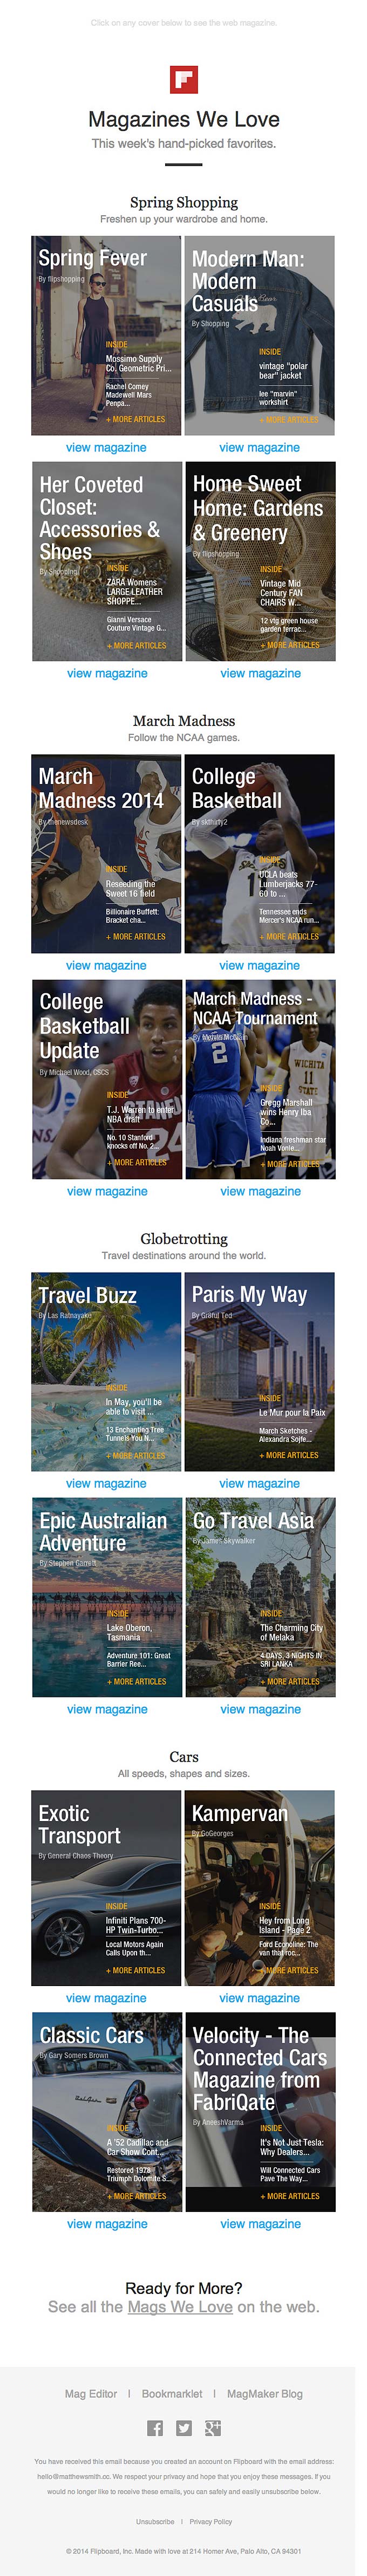 Click on any cover below to see the web magazine.
Magazines We Love
This week's hand-picked favorites.
Spring Shopping
Freshen up your wardrobe and home.
Spring Fever
By flipshopping
INSIDE
Mossimo Supply
Co. Geometric Pri...
Rachel Comey
Madewell Mars
Penpa...
+ MORE ARTICLES
view magazine
Modern Man:
Modern
Casuals
By Shopping
INSIDE
vintage "polar
bear" jacket
lee "marvin"
workshirt
+ MORE ARTICLES
view magazine
Her Coveted
Closet:
Accessories &
Shoes
By Shopping
INSIDE
ZARA Womens
LARGE LEATHER
SHOPPE...
Gianni Versace
Couture Vintage G...
+ MORE ARTICLES
view magazine
Home Sweet
Home: Gardens
& Greenery
By flipshopping
INSIDE
Vintage Mid
Century FAN
CHAIRS W...
12 vtg green house
garden terrac...
+ MORE ARTICLES
view magazine
March Madness
Follow the NCAA games.
March
Madness 2014
By thenewsdesk
INSIDE
Reseeding the
Sweet 16 field
Billionaire Buffett:
Bracket cha...
+ MORE ARTICLES
view magazine
College
Basketball
By skthirty2
INSIDE
UCLA beats
Lumberjacks 77-
60 to ...
Tennessee ends
Mercer's NCAA run...
+ MORE ARTICLES
view magazine
College
Basketball
Update
By Michael Wood, CSCS
INSIDE
T.J. Warren to enter
NBA draft
No. 10 Stanford
knocks off No. 2...
+ MORE ARTICLES
view magazine
March Madness -
NCAA Tournament
By Melvin McClain
INSIDE
Gregg Marshall
wins Henry Iba
Co...
Indiana freshman star
Noah Vonle...
+ MORE ARTICLES
WICHITA
STATE
view magazine
Globetrotting
Travel destinations around the world.
Travel Buzz
By Las Ratnayake
INSIDE
In May, you'll be
able to visit ...
13 Enchanting Tree
Tunnels You N...
+ MORE ARTICLES
view magazine
Paris My Way
INSIDE
Le Mur pour la Paix
March Sketches -
+ MORE ARTICLES
view magazine
Epic Australian
Adventure
By Stephen Garrett
INSIDE
Lake Oberon,
Tasmania
Adventure 101: Great
Barrier Ree...
+ MORE ARTICLES
view magazine
Go Travel Asia
By James Skywalker
INSIDE
The Charming City
of Melaka
4 DAYS, 3 NIGHTS IN
SRI LANKA
+ MORE ARTICLES
view magazine
Cars
All speeds, shapes and sizes.
Exotic
Transport
By General Chaos Theory
INSIDE
Infiniti Plans 700-
HP Twin-Turbo...
Local Motors Again
Calls Upon th...
+ MORE ARTICLES
view magazine
Kampervan
By GoGeorges
INSIDE
Hey from Long
Island - Page 2
Ford Econoline: The
van that roc...
+ MORE ARTICLES
view magazine
Classic Cars
By Gary Somers Brown
INSIDE
A '52 Cadillac and
Car Show Cont...
Restored 1978
Triumph Dolomite S...
+ MORE ARTICLES
view magazine
Velocity - The
Connected Cars
Magazine from
FabriQate
By AneeshVarma
INSIDE
It's Not Just Tesla:
Why Dealers...
Will Connected Cars
Pave The Way...
+ MORE ARTICLES
view magazine
Ready for More?
See all the Mags We Love on the web.
Mag Editor | Bookmarklet | MagMaker Blog
You have received this email because you created an account on Flipboard with the email address:
hello@matthewsmith.cc. We respect your privacy and hope that you enjoy these messages. If you
would no longer like to receive these emails, you can safely and easily unsubscribe below.
Unsubscribe | Privacy Policy
© 2014 Flipboard, Inc. Made with love at 214 Homer Ave, Palo Alto, CA 94301